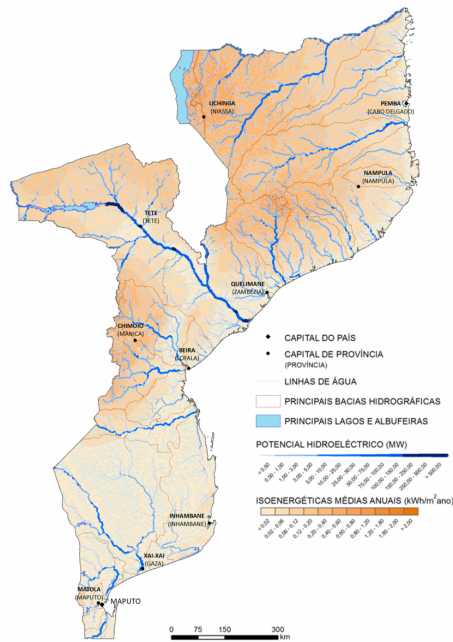 LICHINGA
(NIASSA)
PEMBA
(CABO DELGADO)
NAMPULA
(NAMPULA)
TETE
(TETE)
QUELIMANE
(ZAMBÉZIA)
CHIMOIO
(MANICA)
BEIRA
(SOFALA)
CAPITAL DO PAÍS
CAPITAL DE PROVÍNCIA
(PROVÍNCIA)
LINHAS DE ÁGUA
PRINCIPAIS BACIAS HIDROGRÁFICAS
PRINCIPAIS LAGOS E ALBUFEIRAS
POTENCIAL HIDROELÉCTRICO (MW)
ISOENERGÉTICAS MÉDIAS ANUAIS (kWh/m²ano)
INHAMBANE
(INHAMBANE)
XAI-XAI
(GAZA)
MATOLA
(MAPUTO)
MAPUTO
0 75 150 300
km